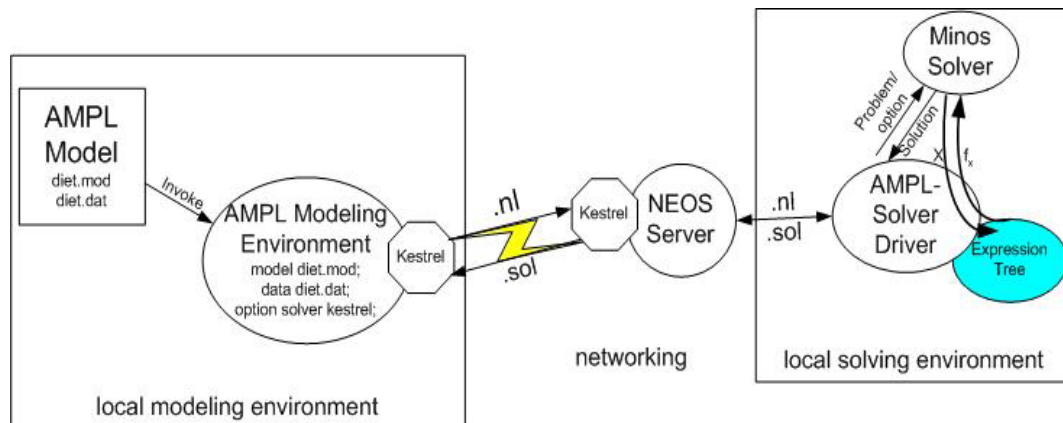 AMPL
Model
diet.mod
diet.dat
Invoke
AMPL Modeling
Environment
model diet.mod;
data diet.dat;
option solver kestrel;
Kestrel
local modeling environment
.nl
.sol
Kestrel
NEOS
Server
networking
.nl
.sol
Minos
Solver
Problem/
option
Solution
X
fx
AMPL-
Solver
Driver
Expression
Tree
local solving environment